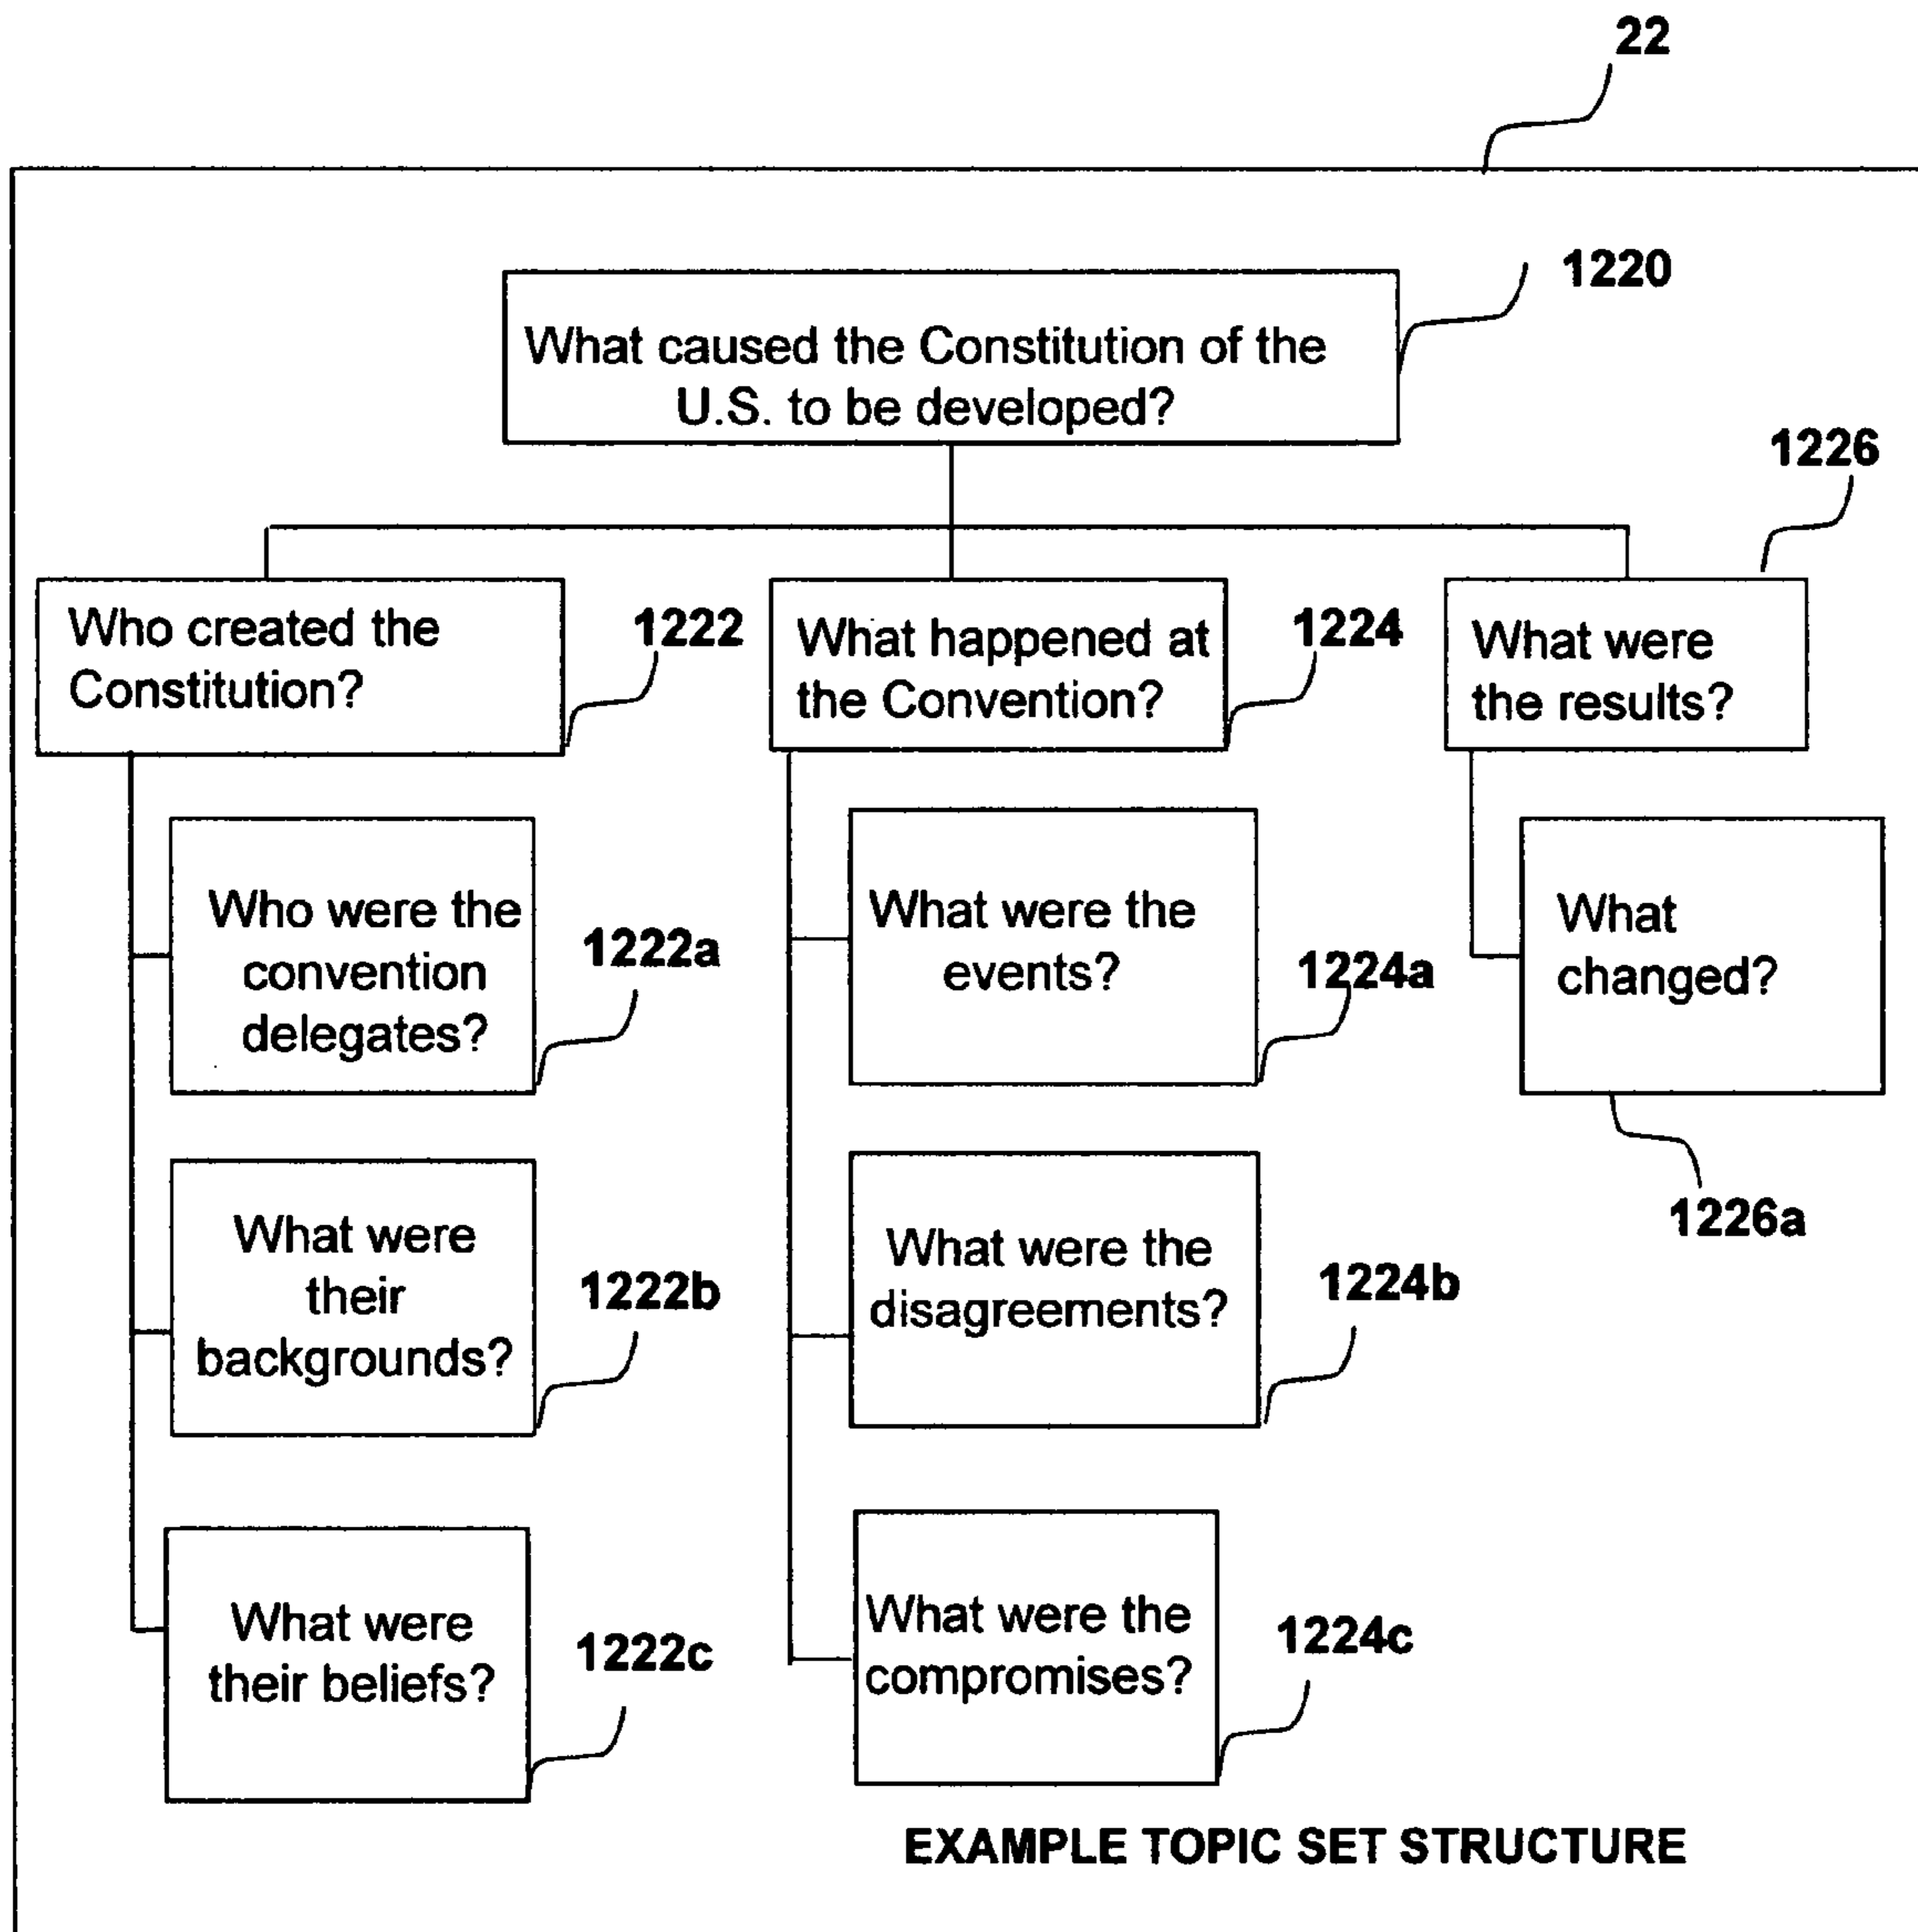 22
1220
What caused the Constitution of the
U.S. to be developed?
1226
Who created the
Constitution?
1222
What happened at
the Convention?
1224
What were
the results?
Who were the
convention
delegates?
1222a
What were the
events?
1224a
What
changed?
1226a
What were
their
backgrounds?
1222b
What were the
disagreements?
1224b
What were
their beliefs?
1222c
What were the
compromises?
1224c
EXAMPLE TOPIC SET STRUCTURE